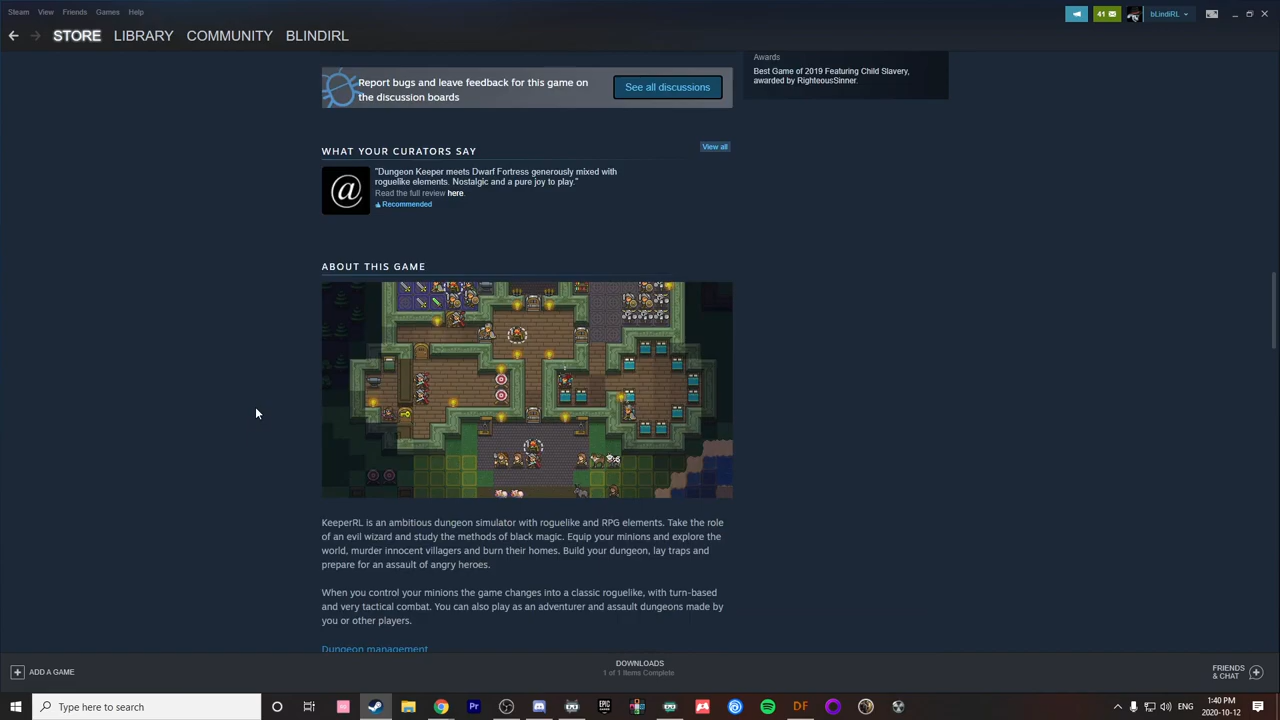 Steam View Friends Games Help
41 bLindiRL
STORE LIBRARY COMMUNITY BLINDIRL
Awards
Best Game of 2019 Featuring Child Slavery,
awarded by RighteousSinner.
Report bugs and leave feedback for this game on
the discussion boards
See all discussions
WHAT YOUR CURATORS SAY
View all
@
"Dungeon Keeper meets Dwarf Fortress generously mixed with
roguelike elements. Nostalgic and a pure joy to play."
Read the full review here.
Recommended
ABOUT THIS GAME
KeeperRL is an ambitious dungeon simulator with roguelike and RPG elements. Take the role
of an evil wizard and study the methods of black magic. Equip your minions and explore the
world, murder innocent villagers and burn their homes. Build your dungeon, lay traps and
prepare for an assault of angry heroes.
When you control your minions the game changes into a classic roguelike, with turn-based
and very tactical combat. You can also play as an adventurer and assault dungeons made by
you or other players.
Dungeon management
ADD A GAME
DOWNLOADS
1 of 1 Items Complete
FRIENDS
& CHAT
Type here to search
Pr
EPIC
DF
1:40 PM
2020-10-12